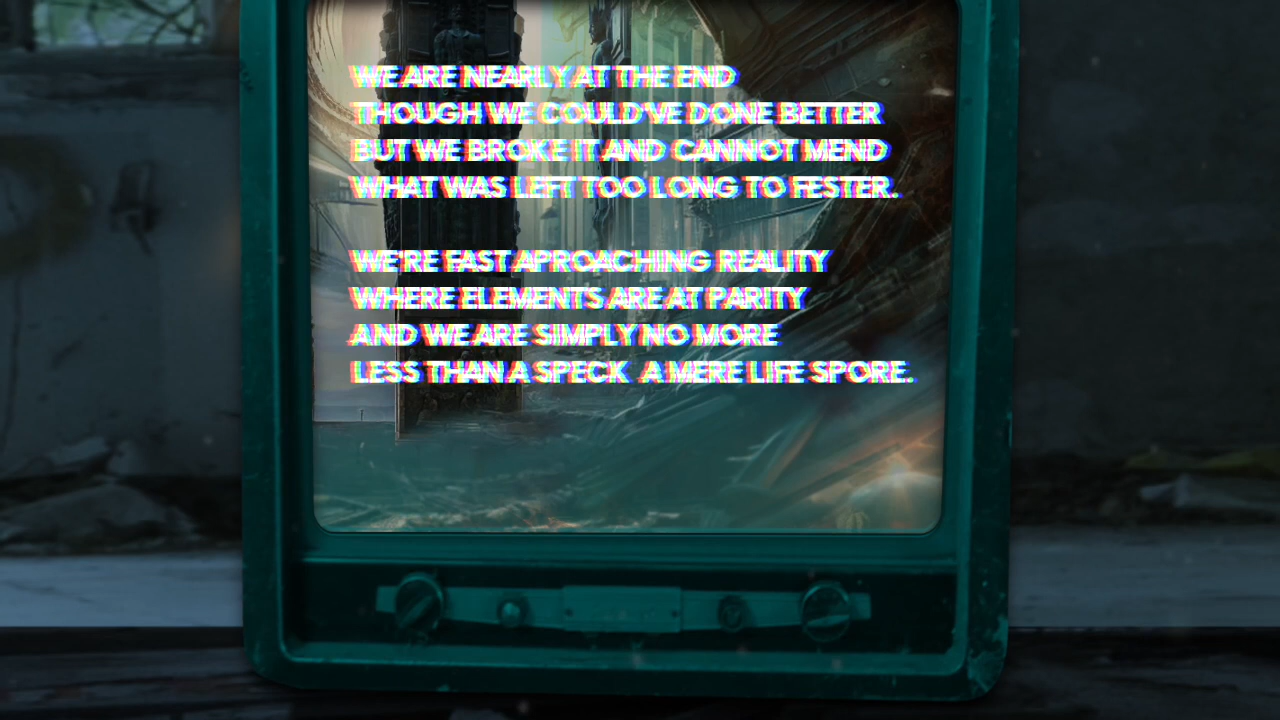 WE ARE NEARLY AT THE END
THOUGH WE COULD'VE DONE BETTER
BUT WE BROKE IT AND CANNOT MEND
WHAT WAS LEFT TOO LONG TO FESTER.
WE'RE FAST APROACHING REALITY
WHERE ELEMENTS ARE AT PARITY
AND WE ARE SIMPLY NO MORE
LESS THAN A SPECK A MERE LIFE SPORE.